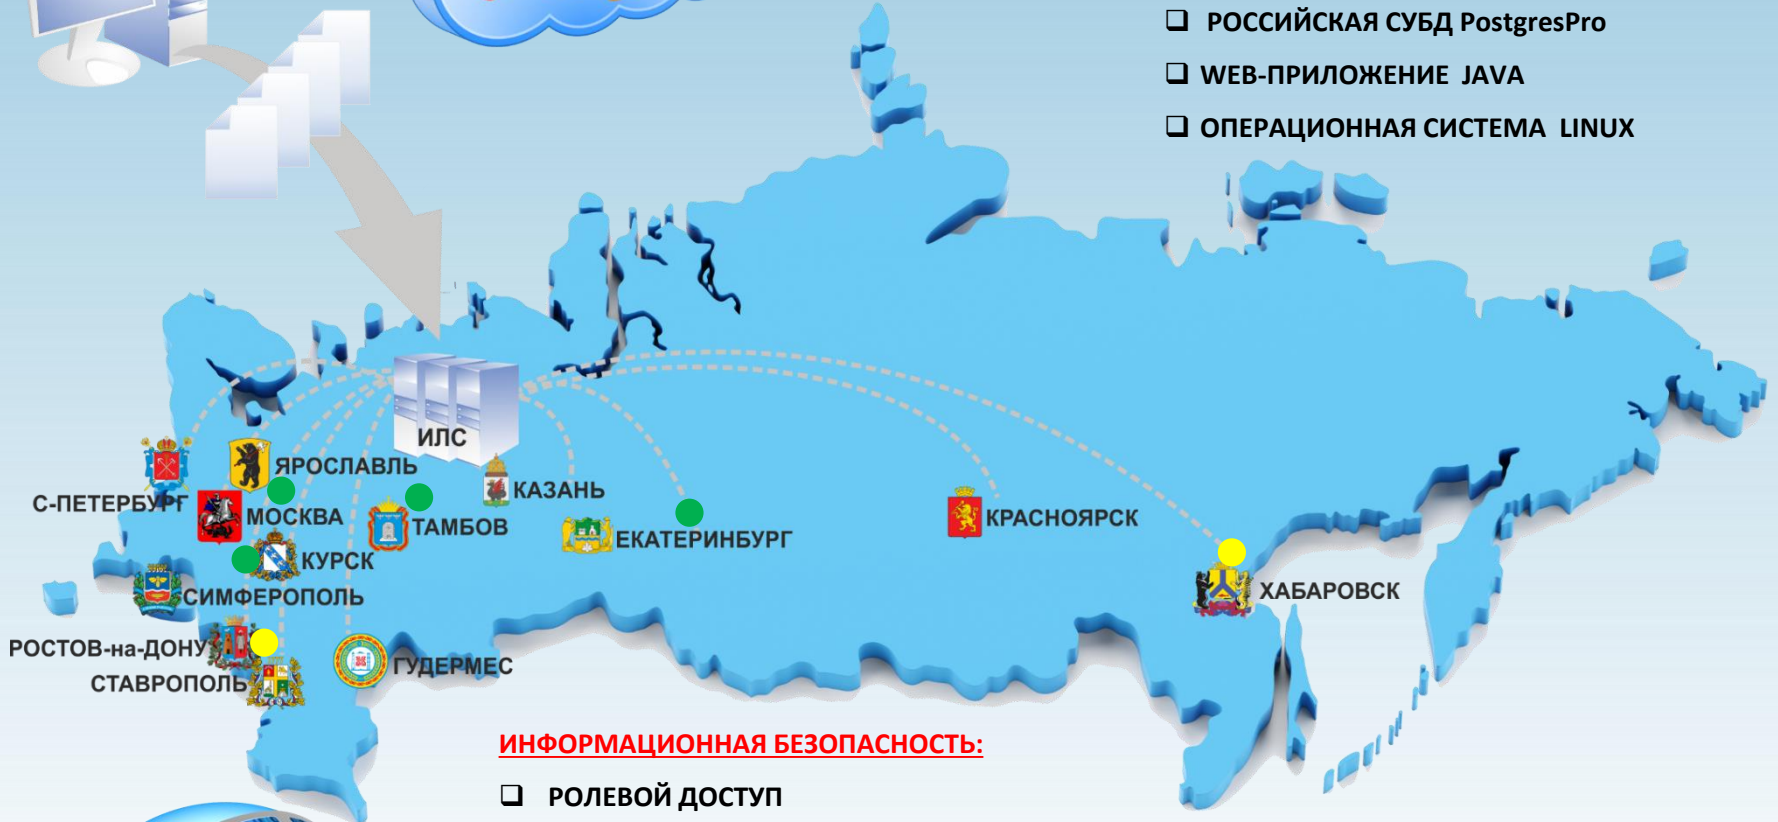 РОССИЙСКАЯ СУБД PostgresPro
WEB-ПРИЛОЖЕНИЕ JAVA
ОПЕРАЦИОННАЯ СИСТЕМА LINUX
ИЛС
ЯРОСЛАВЛЬ
КАЗАНЬ
С-ПЕТЕРБУРГ
МОСКВА
ТАМБОВ
ЕКАТЕРИНБУРГ
КРАСНОЯРСК
КУРСК
СИМФЕРОПОЛЬ
ХАБАРОВСК
РОСТОВ-на-ДОНУ
ГУДЕРМЕС
СТАВРОПОЛЬ
ИНФОРМАЦИОННАЯ БЕЗОПАСНОСТЬ:
РОЛЕВОЙ ДОСТУП